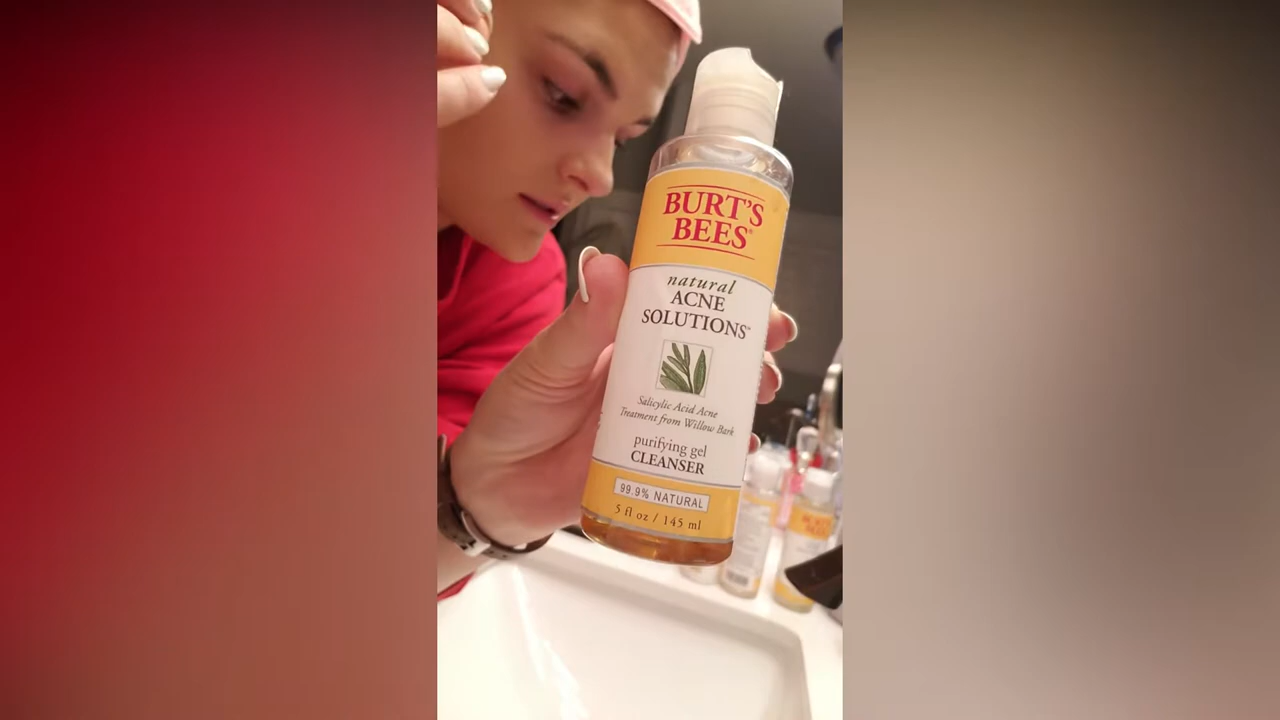 BURT'S
BEES®
natural
ACNE
SOLUTIONS™
Salicylic Acid Acne
Treatment from Willow Bark
purifying gel
CLEANSER
99.9% NATURAL
5 fl oz / 145 ml